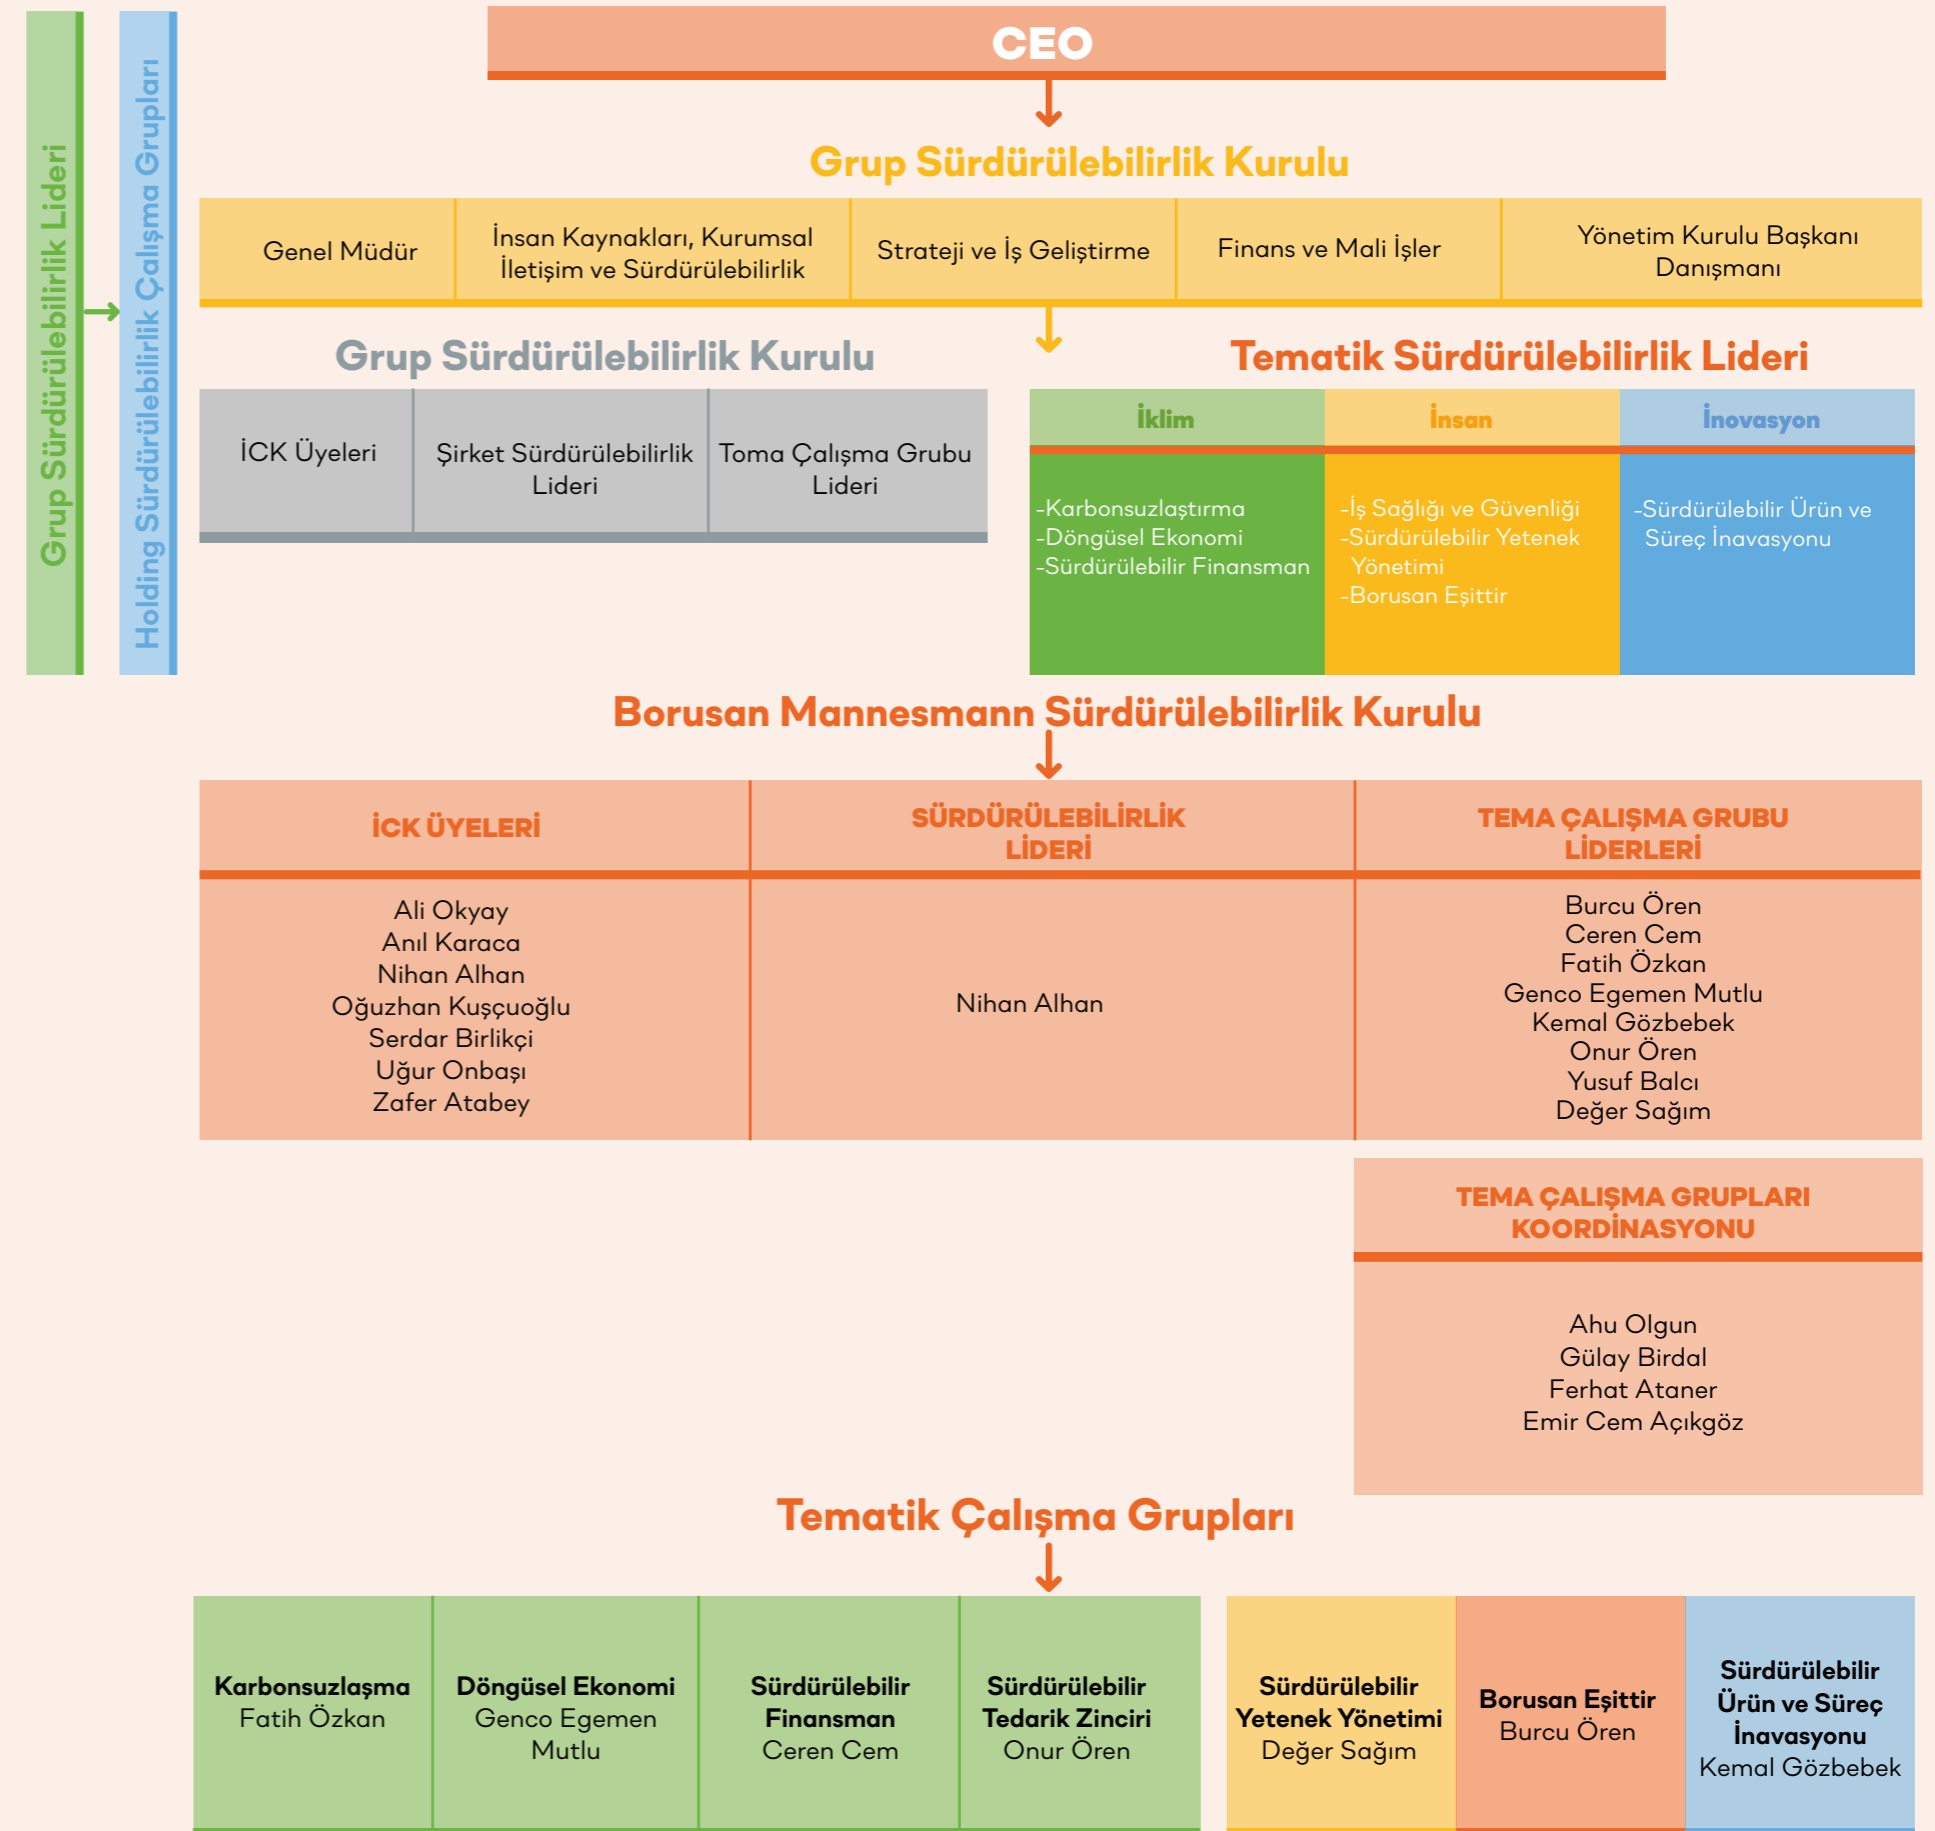 Grup Sürdürülebilirlik Lideri
Holding Sürdürülebilirlik Çalışma Grupları
CEO
Grup Sürdürülebilirlik Kurulu
Genel Müdür
İnsan Kaynakları, Kurumsal
İletişim ve Sürdürülebilirlik
Strateji ve İş Geliştirme
Finans ve Mali İşler
Yönetim Kurulu Başkanı
Danışmanı
Grup Sürdürülebilirlik Kurulu
İCK Üyeleri
Şirket Sürdürülebilirlik
Lideri
Toma Çalışma Grubu
Lideri
Tematik Sürdürülebilirlik Lideri
İklim
-Karbonsuzlaştırma
-Döngüsel Ekonomi
-Sürdürülebilir Finansman
İnsan
-İş Sağlığı ve Güvenliği
-Sürdürülebilir Yetenek
Yönetimi
-Borusan Eşittir
İnovasyon
-Sürdürülebilir Ürün ve
Süreç İnavasyonu
Borusan Mannesmann Sürdürülebilirlik Kurulu
İCK ÜYELERİ
Ali Okyay
Anıl Karaca
Nihan Alhan
Oğuzhan Kuşçuoğlu
Serdar Birlikçi
Uğur Onbaşı
Zafer Atabey
SÜRDÜRÜLEBİLİRLİK
LİDERİ
Nihan Alhan
TEMA ÇALIŞMA GRUBU
LİDERLERİ
Burcu Ören
Ceren Cem
Fatih Özkan
Genco Egemen Mutlu
Kemal Gözbebek
Onur Ören
Yusuf Balcı
Değer Sağım
TEMA ÇALIŞMA GRUPLARI
KOORDİNASYONU
Ahu Olgun
Gülay Birdal
Ferhat Ataner
Emir Cem Açıkgöz
Tematik Çalışma Grupları
Karbonsuzlaşma
Fatih Özkan
Döngüsel Ekonomi
Genco Egemen
Mutlu
Sürdürülebilir
Finansman
Ceren Cem
Sürdürülebilir
Tedarik Zinciri
Onur Ören
Sürdürülebilir
Yetenek Yönetimi
Değer Sağım
Borusan Eşittir
Burcu Ören
Sürdürülebilir
Ürün ve Süreç
İnavasyonu
Kemal Gözbebek